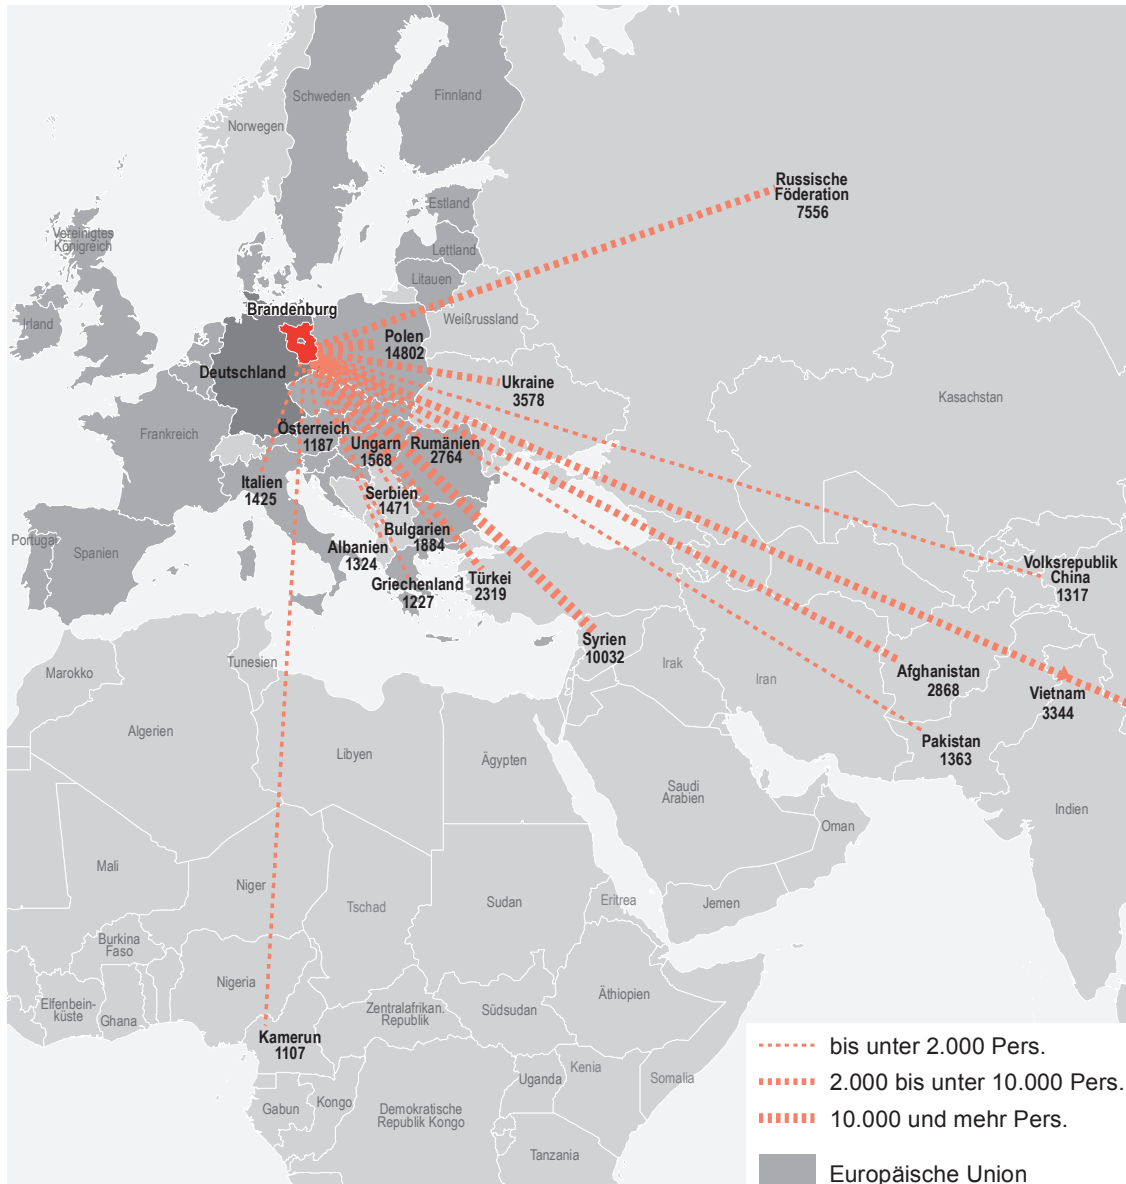 Schweden
Finnland
Norwegen
Russische
Föderation
7556
Estland
Vereinigtes
Königreich
Lettland
Litauen
Brandenburg
Irland
Weißrussland
Polen
14802
Deutschland
Ukraine
3578
Kasachstan
Frankreich
Österreich
1187
Ungarn
1568
Rumänien
2764
Italien
1425
Serbien
1471
Bulgarien
1884
Portugal
Spanien
Albanien
1324
Griechenland
1227
Türkei
2319
Volksrepublik
China
1317
Syrien
10032
Marokko
Tunesien
Irak
Iran
Afghanistan
2868
Vietnam
3344
Algerien
Libyen
Ägypten
Pakistan
1363
Saudi
Arabien
Indien
Oman
Mali
Niger
Tschad
Sudan
Eritrea
Jemen
Burkina
Faso
Nigeria
Äthiopien
Elfenbein-
küste
Ghana
Zentralafrikan.
Republik
Südsudan
Kamerun
1107
Uganda
Kenia
Somalia
Gabun
Kongo
Demokratische
Republik Kongo
Tanzania
bis unter 2.000 Pers.
2.000 bis unter 10.000 Pers.
10.000 und mehr Pers.
Europäische Union